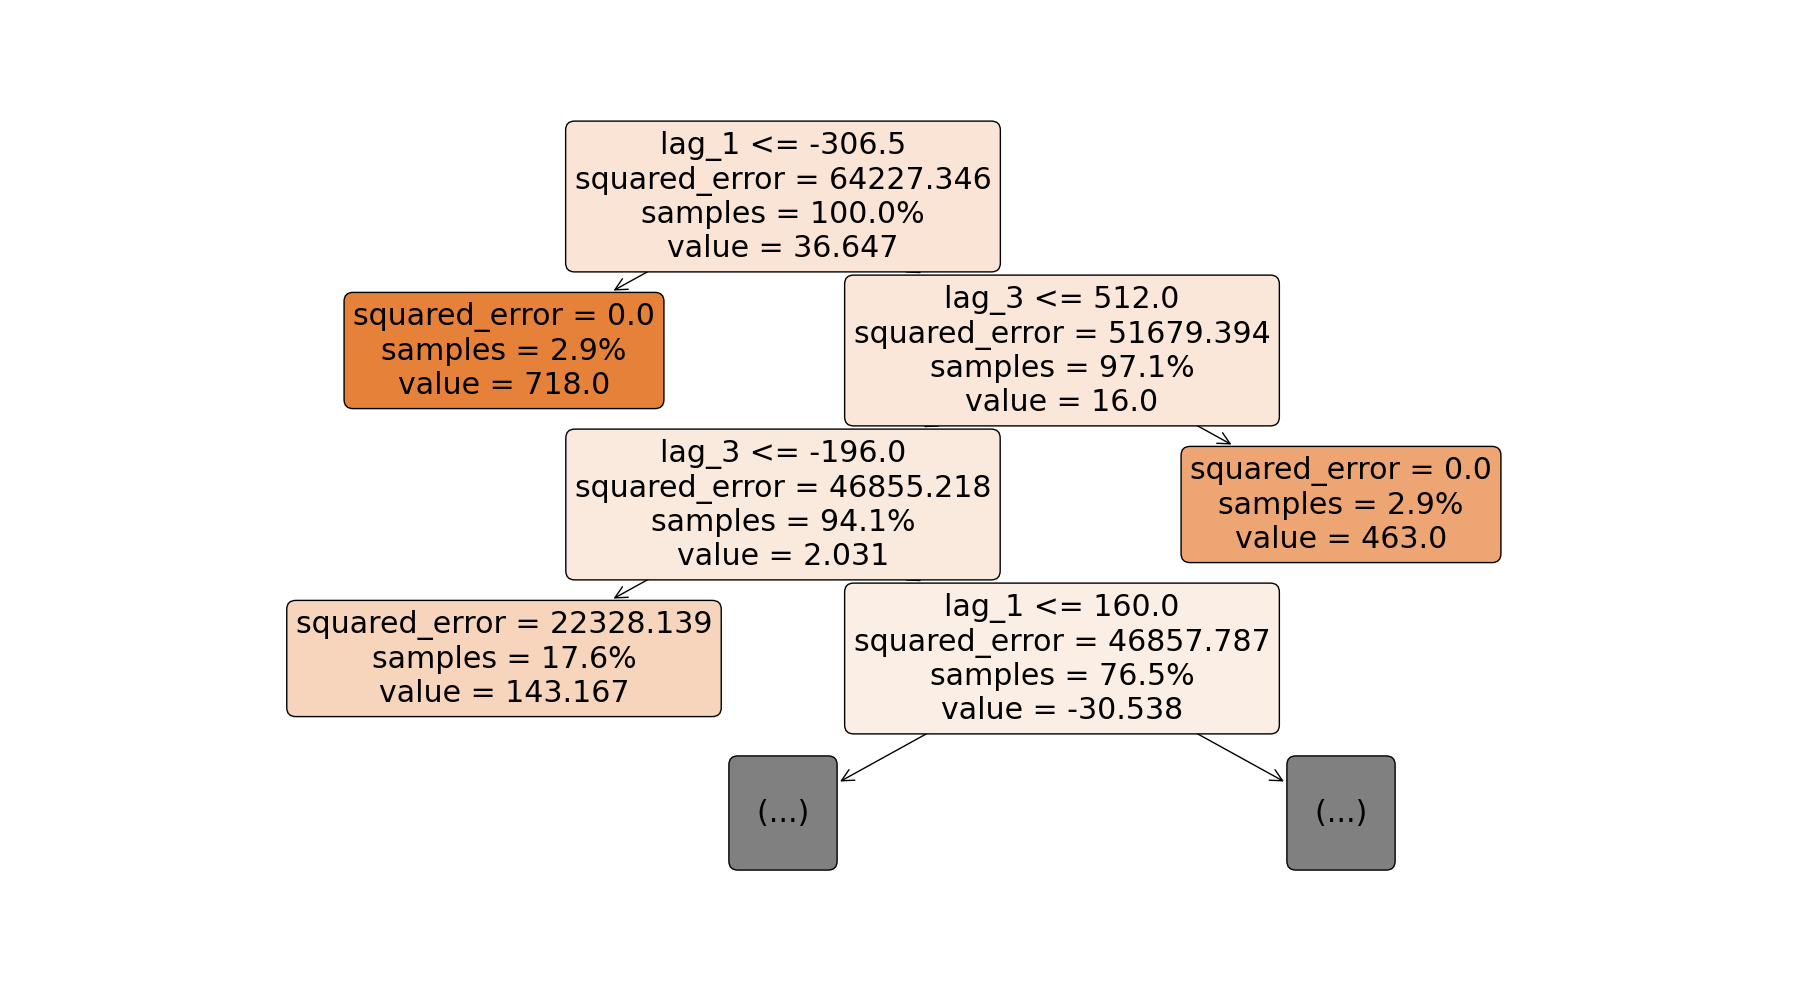 lag_1 <= -306.5
squared_error = 64227.346
samples = 100.0%
value = 36.647
squared_error = 0.0
samples = 2.9%
value = 718.0
lag_3 <= 512.0
squared_error = 51679.394
samples = 97.1%
value = 16.0
lag_3 <= -196.0
squared_error = 46855.218
samples = 94.1%
value = 2.031
squared_error = 0.0
samples = 2.9%
value = 463.0
squared_error = 22328.139
samples = 17.6%
value = 143.167
lag_1 <= 160.0
squared_error = 46857.787
samples = 76.5%
value = -30.538
(...)
(...)